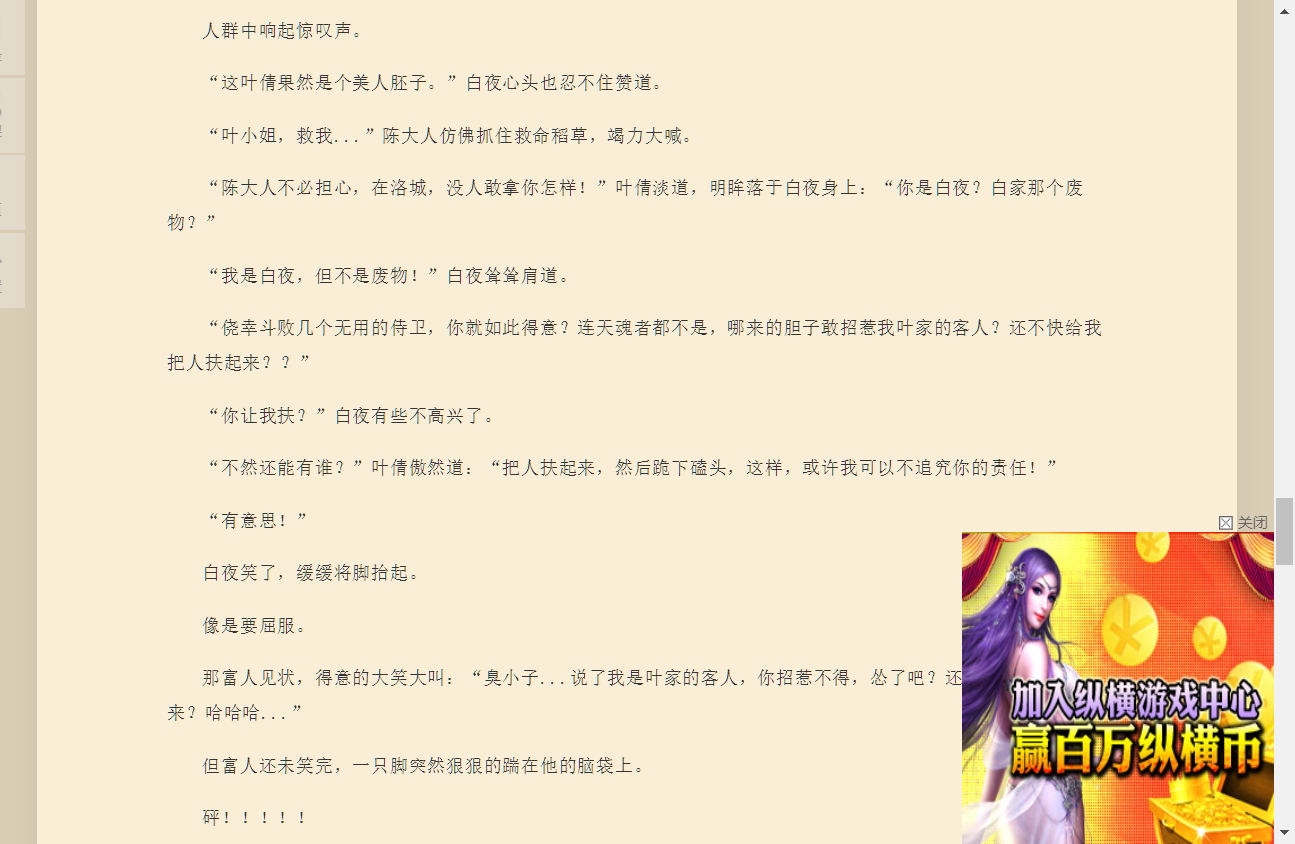 人群中响起惊叹声。
“这叶倩果然是个美人胚子。”白夜心头也忍不住赞道。
“叶小姐，救我...”陈大人仿佛抓住救命稻草，竭力大喊。
“陈大人不必担心，在洛城，没人敢拿你怎样！”叶倩淡道，明眸落于白夜身上：“你是白夜？白家那个废
物？”
“我是白夜，但不是废物！”白夜耸耸肩道。
“侥幸斗败几个无用的侍卫，你就如此得意？连天魂者都不是，哪来的胆子敢招惹我叶家的客人？还不快给我
把人扶起来？？”
“你让我扶？”白夜有些不高兴了。
“不然还能有谁？”叶倩傲然道：“把人扶起来，然后跪下磕头，这样，或许我可以不追究你的责任！”
“有意思！”
关闭
白夜笑了，缓缓将脚抬起。
像是要屈服。
那富人见状，得意的大笑大叫：“臭小子...说了我是叶家的客人，你招惹不得，怂了吧？还
来？哈哈哈...”
加入纵横游戏中心
赢百万纵横币
但富人还未笑完，一只脚突然狠狠的踹在他的脑袋上。
砰！！！！！